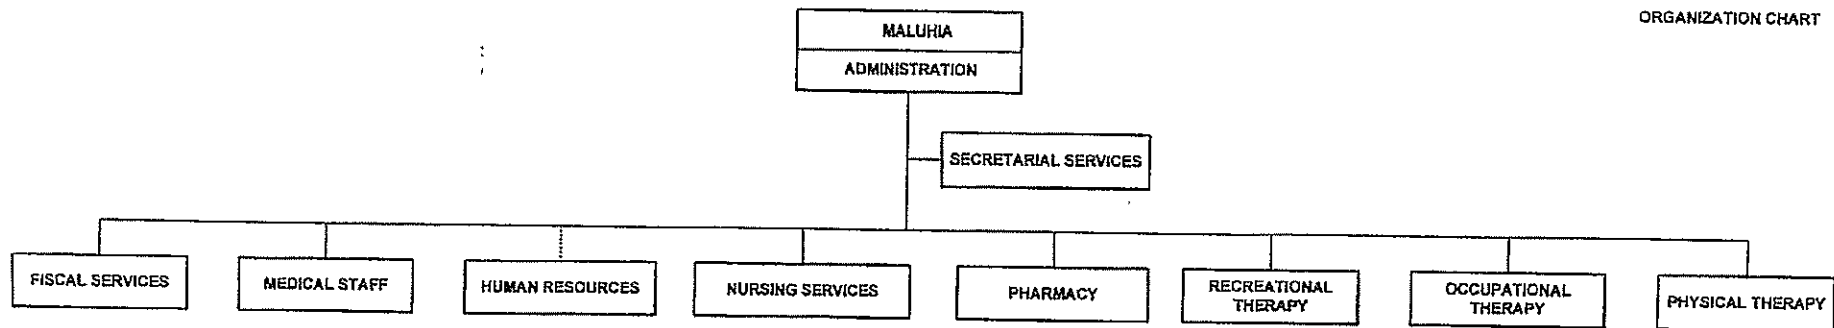 ORGANIZATION CHART
MALUHIA
ADMINISTRATION
SECRETARIAL SERVICES
FISCAL SERVICES
MEDICAL STAFF
HUMAN RESOURCES
NURSING SERVICES
PHARMACY
RECREATIONAL
THERAPY
OCCUPATIONAL
THERAPY
PHYSICAL THERAPY